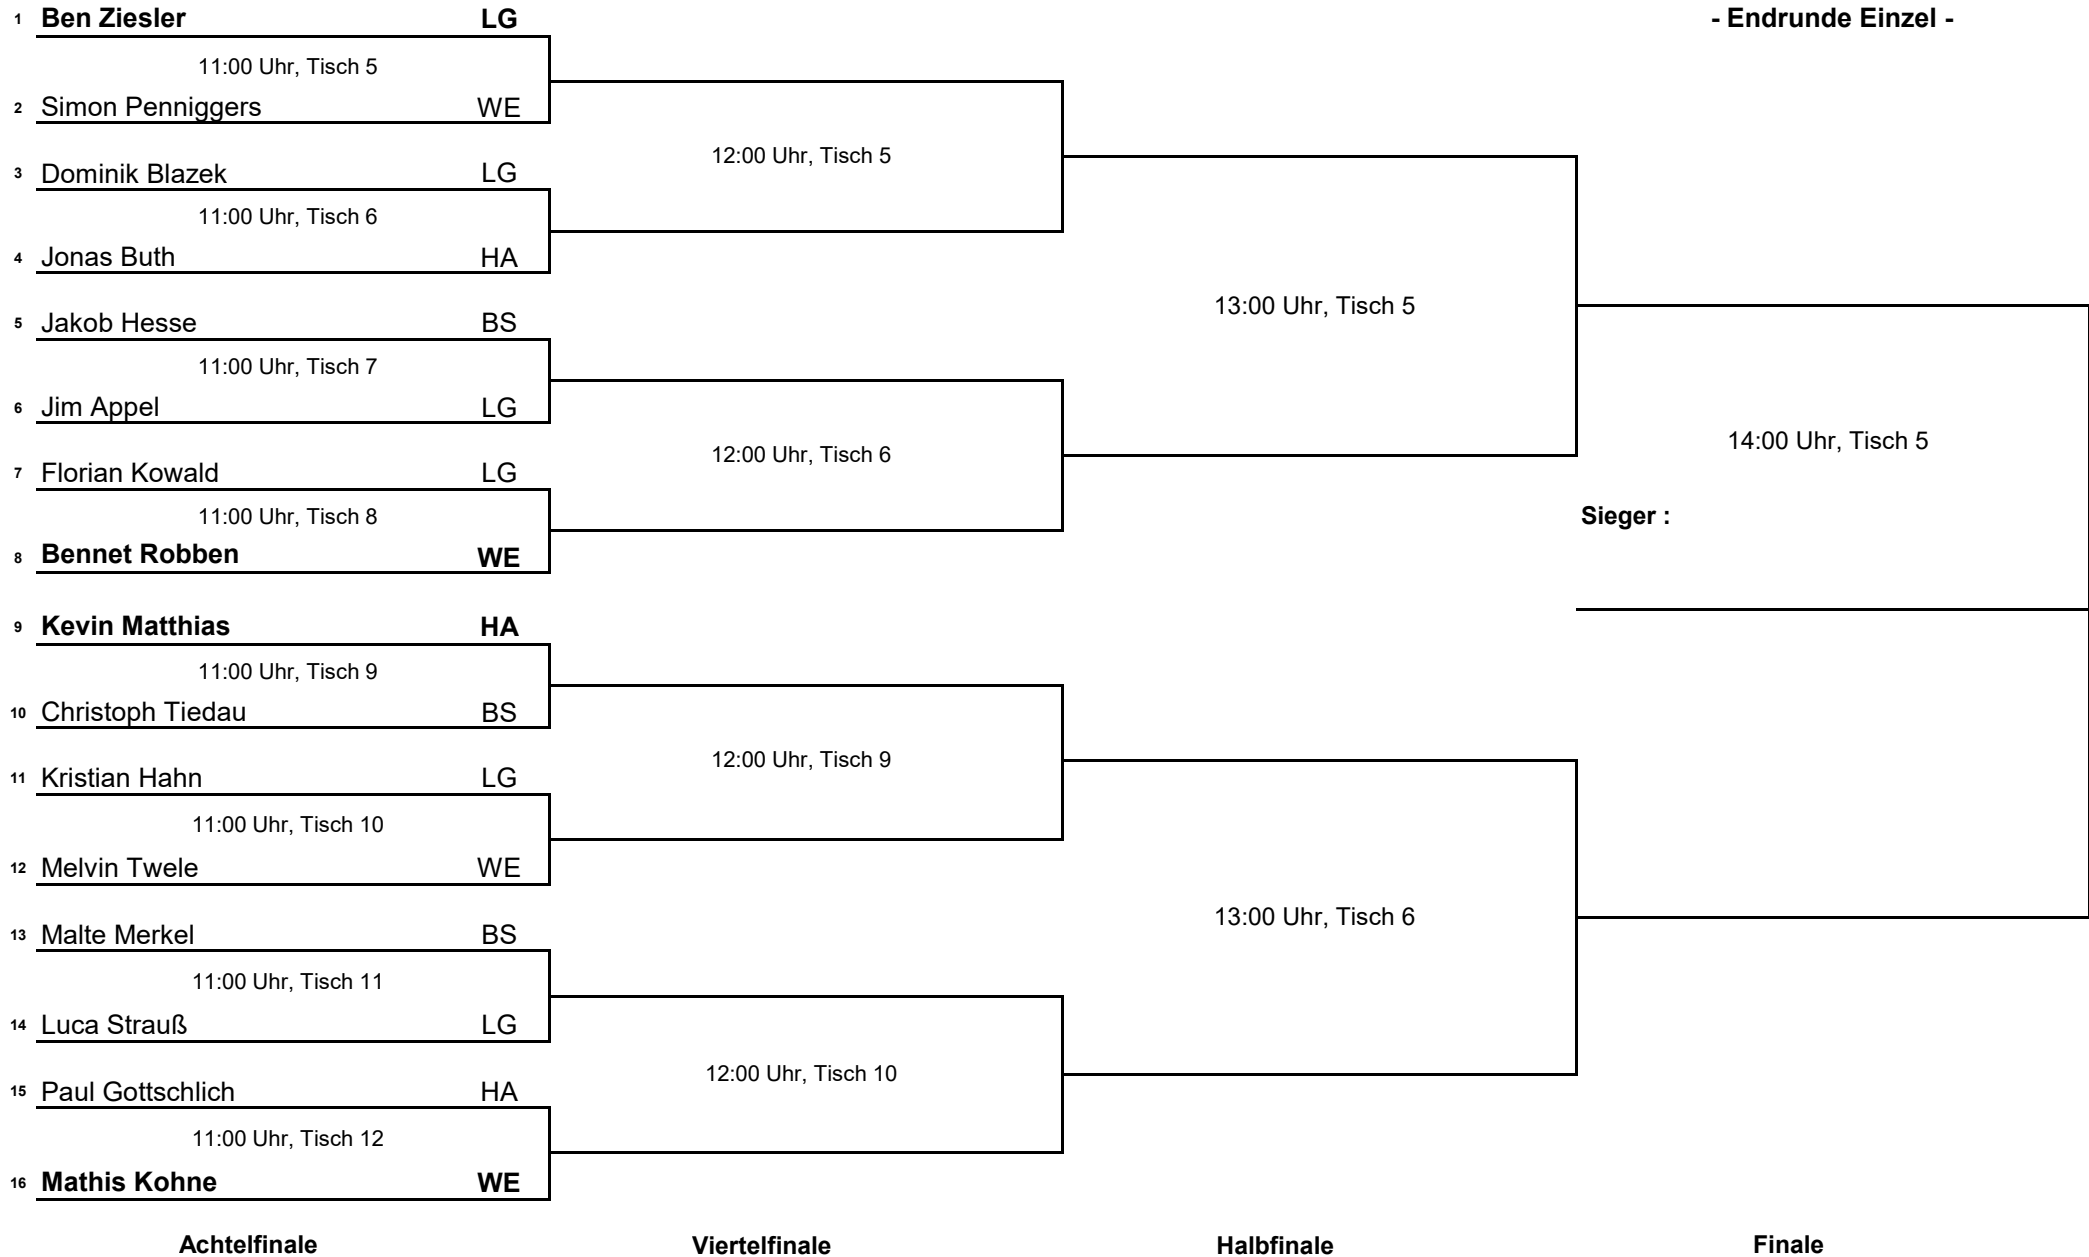 1 Ben Ziesler LG
- Endrunde Einzel -
11:00 Uhr, Tisch 5
2 Simon Penniggers WE
12:00 Uhr, Tisch 5
3 Dominik Blazek LG
11:00 Uhr, Tisch 6
4 Jonas Buth HA
13:00 Uhr, Tisch 5
5 Jakob Hesse BS
11:00 Uhr, Tisch 7
6 Jim Appel LG
14:00 Uhr, Tisch 5
12:00 Uhr, Tisch 6
7 Florian Kowald LG
11:00 Uhr, Tisch 8
Sieger :
8 Bennet Robben WE
9 Kevin Matthias HA
11:00 Uhr, Tisch 9
10 Christoph Tiedau BS
12:00 Uhr, Tisch 9
11 Kristian Hahn LG
11:00 Uhr, Tisch 10
12 Melvin Twele WE
13:00 Uhr, Tisch 6
13 Malte Merkel BS
11:00 Uhr, Tisch 11
14 Luca Strauß LG
12:00 Uhr, Tisch 10
15 Paul Gottschlich HA
11:00 Uhr, Tisch 12
16 Mathis Kohne WE
Achtelfinale Viertelfinale Halbfinale Finale